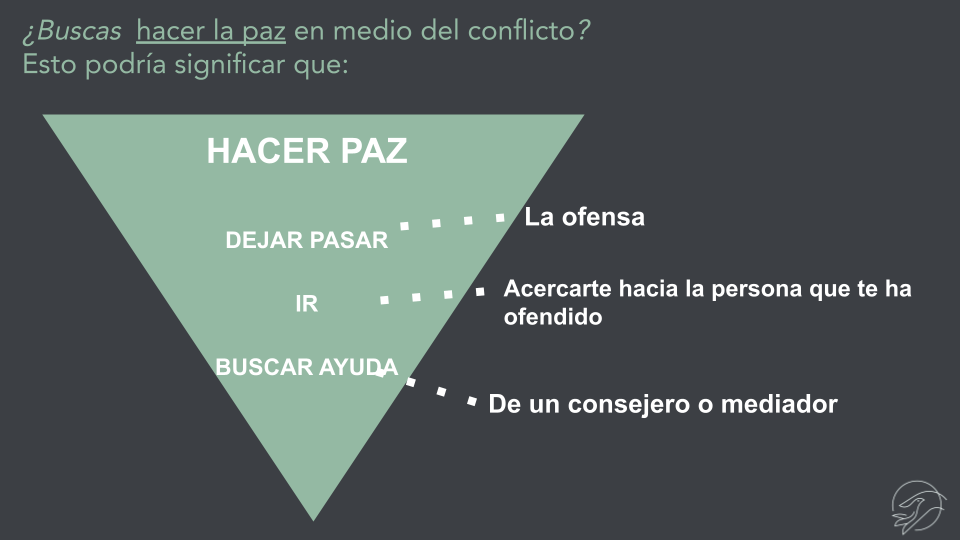 ¿Buscas hacer la paz en medio del conflicto?
Esto podría significar que:
HACER PAZ
DEJAR PASAR
La ofensa
IR
Acercarte hacia la persona que te ha
ofendido
BUSCAR AYUDA
De un consejero o mediador